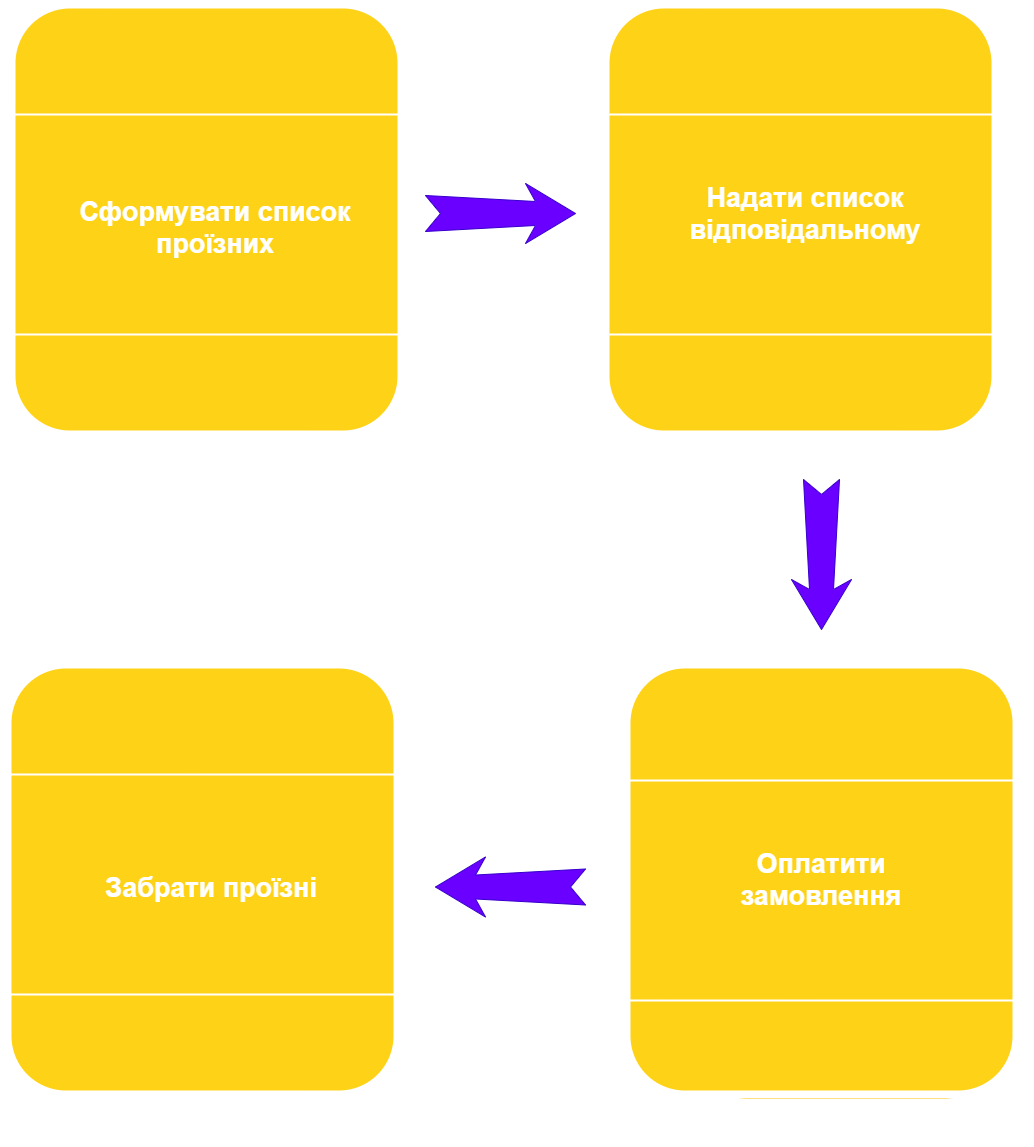 Сформувати список
проїзних
Надати список
відповідальному
Оплатити
замовлення
Забрати проїзні